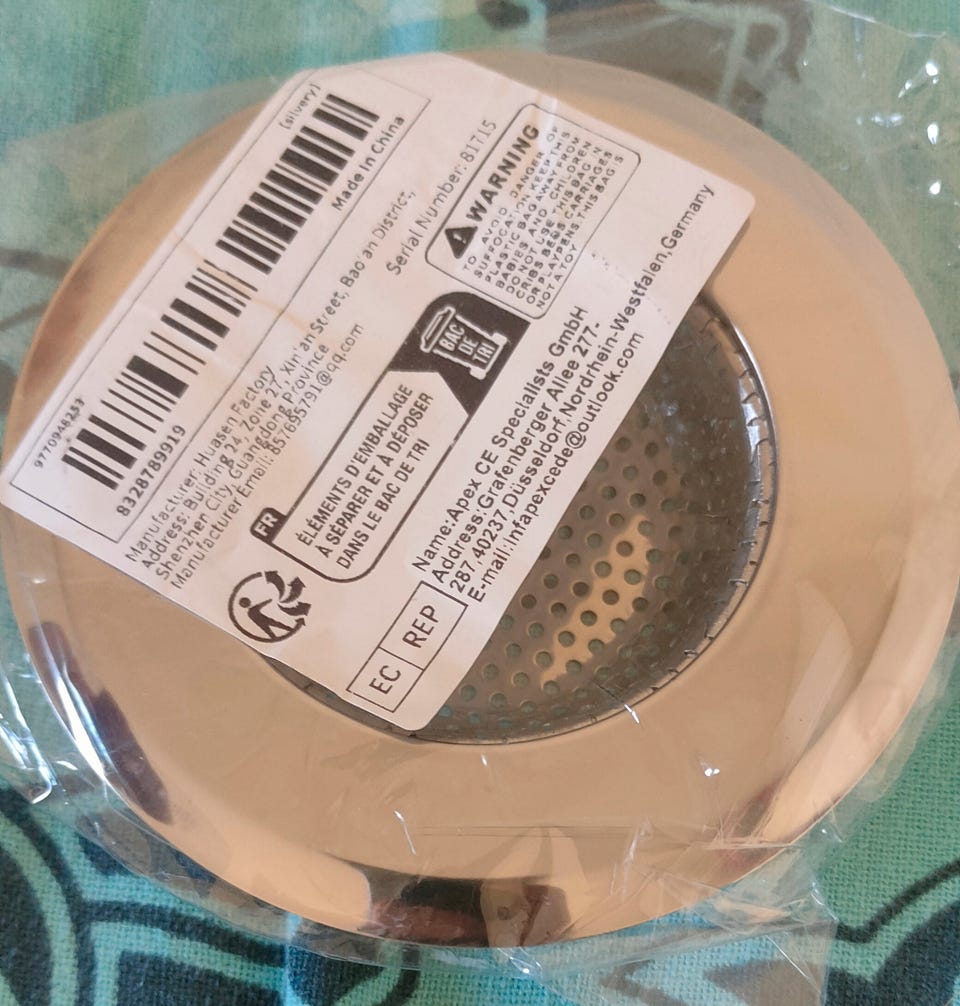 [silvery]
9770948253
8328789919
Made In China
Manufacturer: Huasen Factory
Address: Building 24, Zone 27, Xin'an Street, Bao'an District,
Shenzhen City, Guangdong Province
Manufacturer Email: 857695791@qq.com
Serial Number: 81715
WARNING
TO AVOID DANGER OF
SUFFOCATION KEEP THIS
PLASTIC BAG AWAY FROM
BABIES AND CHILDREN
DO NOT USE THIS BAG IN
CRIBS, BEDS, CARRIAGES
OR PLAYPENS. THIS BAG IS
NOT A TOY
FR
ÉLÉMENTS D'EMBALLAGE
À SÉPARER ET À DÉPOSER
DANS LE BAC DE TRI
BAC
DE
TRI
EC REP
Name:Apex CE Specialists GmbH
Address:Grafenberger Allee 277-
287,40237,Düsseldorf,Nordrhein-Westfalen,Germany
E-mail:Infapexcede@outlook.com